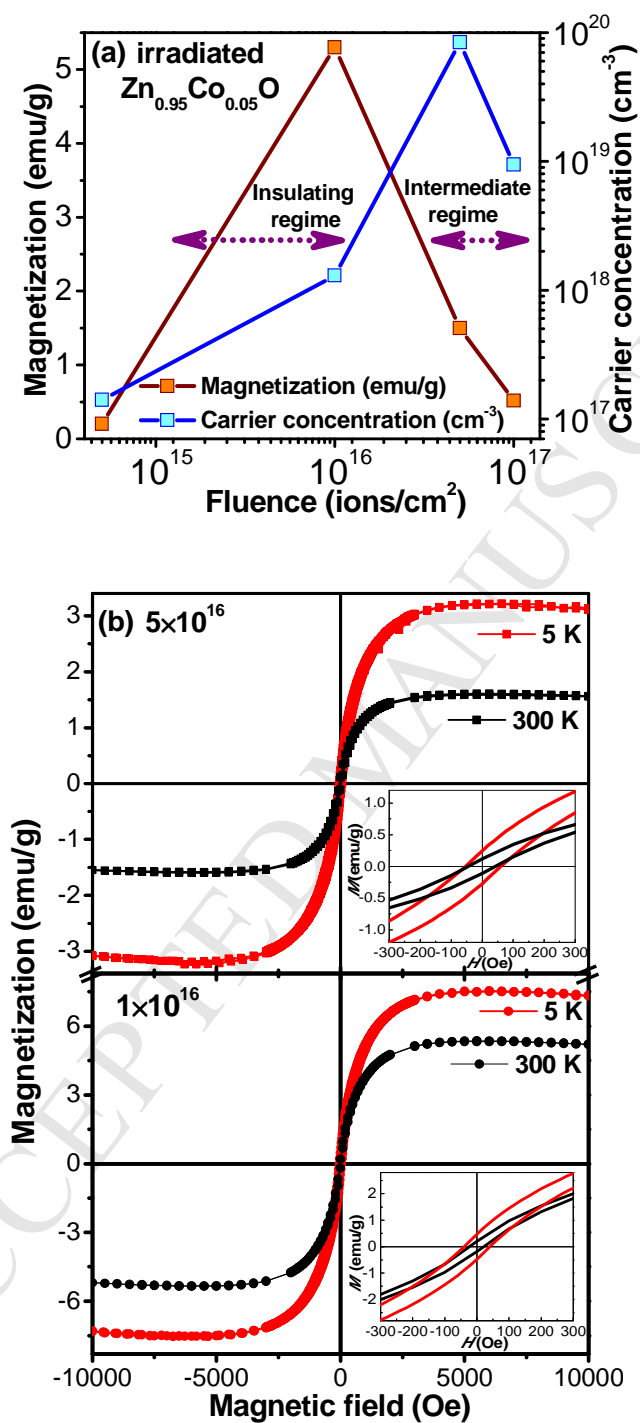 (a) irradiated
Zn0.95Co0.05O
Insulating
regime
Intermediate
regime
Magnetization (emu/g)
Carrier concentration (cm-3)
5
4
3
2
1
0
Magnetization (emu/g)
10^20
10^19
10^18
10^17
Carrier concentration (cm-3)
10^15
10^16
10^17
Fluence (ions/cm2)
(b) 5×10^16
5 K
300 K
3
2
1
0
-1
-2
-3
1.0
0.5
0.0
-0.5
-1.0
M(emu/g)
-300 -200 -100 0 100 200 300
H(Oe)
1×10^16
5 K
300 K
6
3
0
-3
-6
Magnetization (emu/g)
2
1
0
-1
-2
M (emu/g)
-300 -200 -100 0 100 200 300
H(Oe)
-10000 -5000 0 5000 10000
Magnetic field (Oe)
ACCEPTED MANUSC